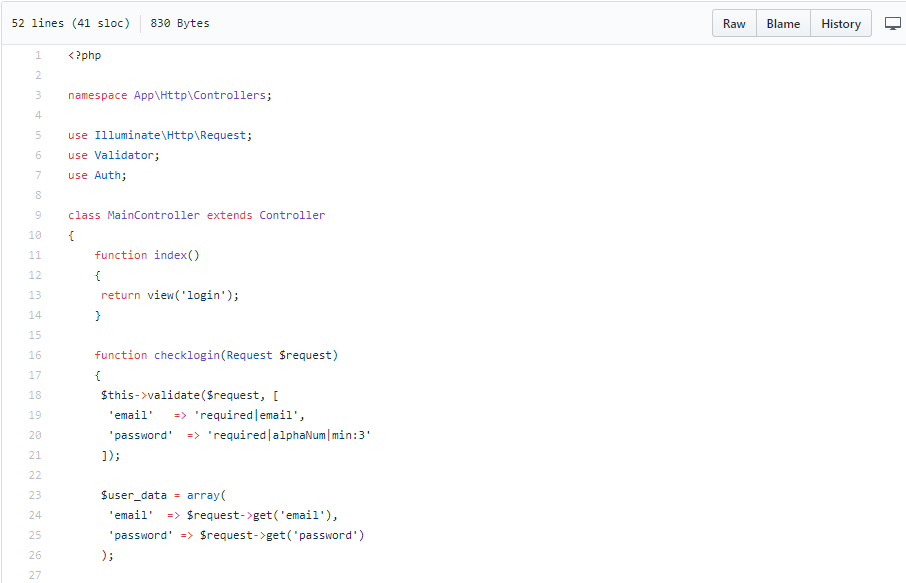 52 lines (41 sloc) 830 Bytes Raw Blame History
1 <?php
2
3 namespace App\Http\Controllers;
4
5 use Illuminate\Http\Request;
6 use Validator;
7 use Auth;
8
9 class MainController extends Controller
10 {
11     function index()
12     {
13      return view('login');
14     }
15
16     function checklogin(Request $request)
17     {
18      $this->validate($request, [
19       'email'   => 'required|email',
20       'password'  => 'required|alphaNum|min:3'
21      ]);
22
23      $user_data = array(
24       'email'  => $request->get('email'),
25       'password' => $request->get('password')
26      );
27